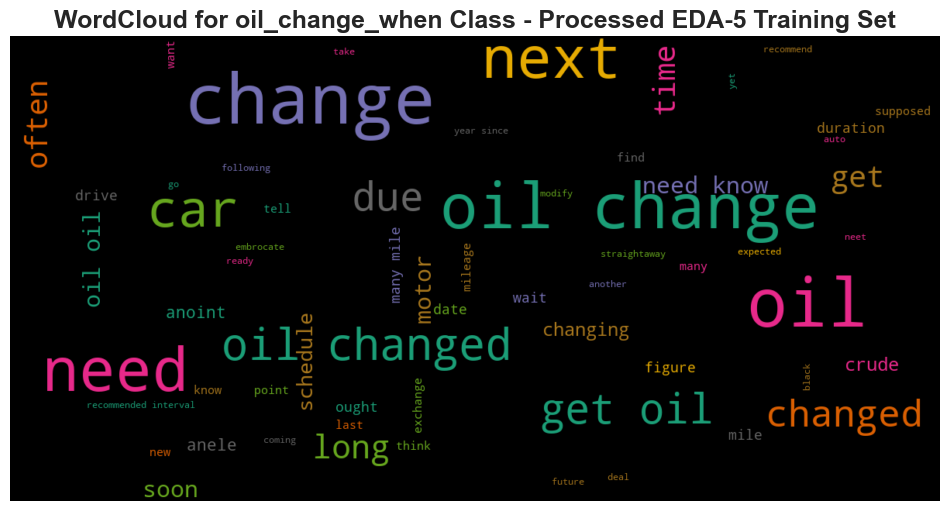 WordCloud for oil_change_when Class - Processed EDA-5 Training Set
want
take
next
time
recommend
often
change
yet
supposed
year since
duration
auto
following
find
drive
go
car
tell
due
oil change
modify
need know
get
oil oil
embrocate
ready
many mile
motor
mileage
straightaway
many
expected
neet
another
anoint
schedule
date
wait
changing
oil
oil changed
need
know
point
exchange
figure
black
crude
recommended interval
ought
last
get oil
changed
mile
anele
coming
long
think
new
soon
future
deal